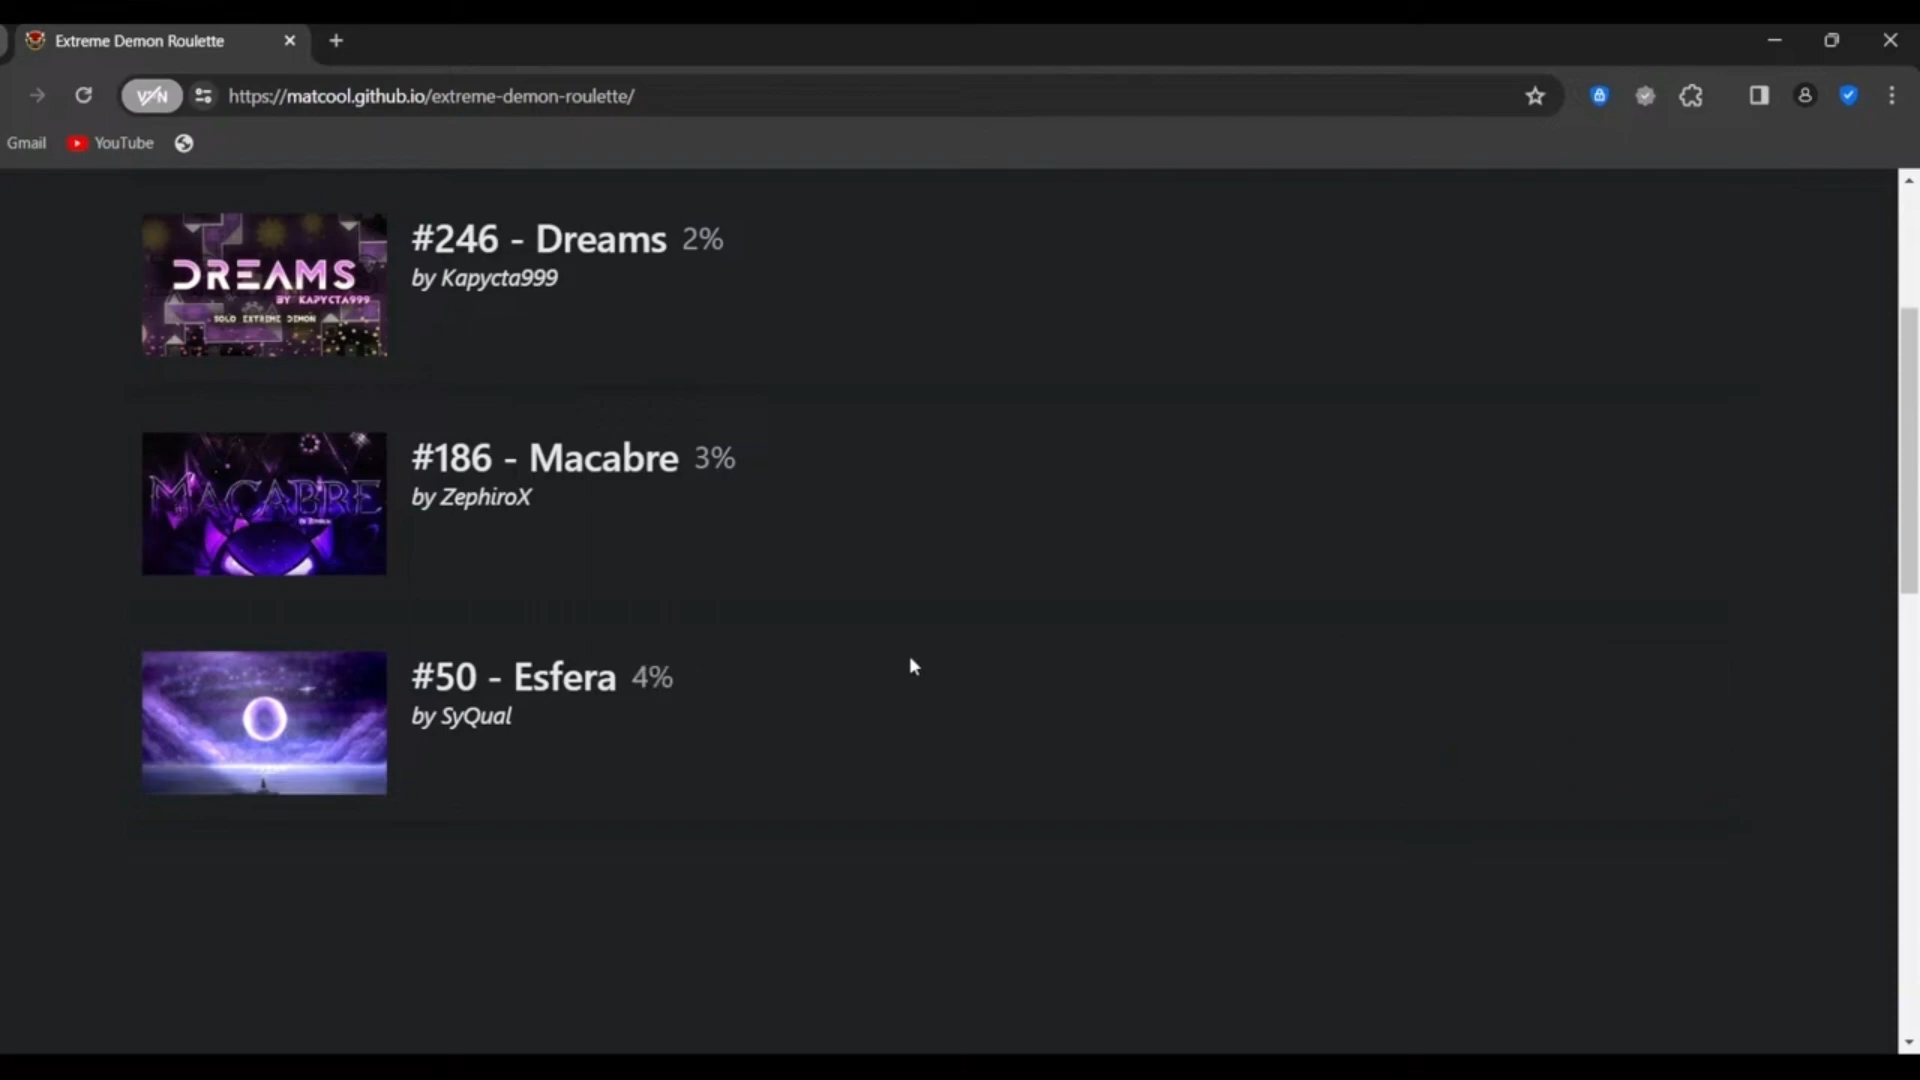 Extreme Demon Roulette
VPN
https://matcool.github.io/extreme-demon-roulette/
Gmail
YouTube
DREAMS
BY KAPYCTA999
SOLO EXTREME DEMON
#246 - Dreams 2%
by Kapycta999
MACABRE
#186 - Macabre 3%
by ZephiroX
#50 - Esfera 4%
by SyQual